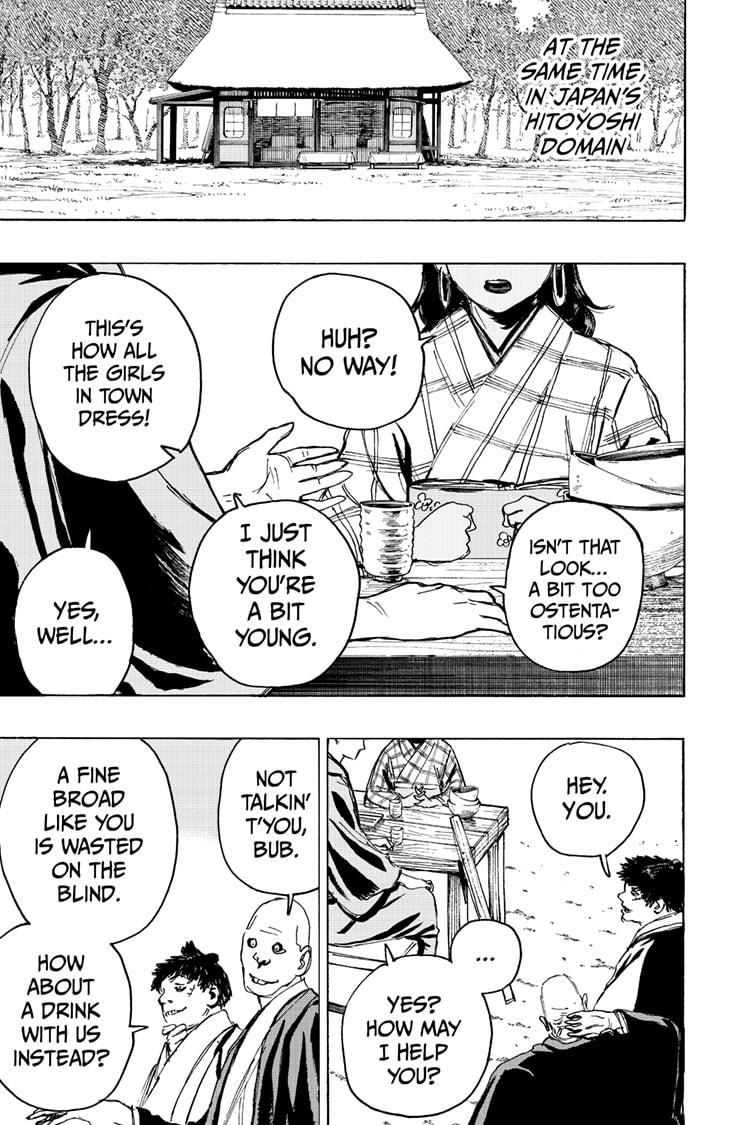 AT THE
SAME TIME,
IN JAPAN'S
HITOYOSHI
DOMAIN
ISN'T THAT
LOOK...
A BIT TOO
OSTENTA-
TIOUS?
HUH?
NO WAY!
THIS'S
HOW ALL
THE GIRLS
IN TOWN
DRESS!
I JUST
THINK
YOU'RE
A BIT
YOUNG.
YES,
WELL...
HEY.
YOU.
...
YES?
HOW MAY
I HELP
YOU?
NOT
TALKIN'
T'YOU,
BUB.
A FINE
BROAD
LIKE YOU
IS WASTED
ON THE
BLIND.
HOW
ABOUT
A DRINK
WITH US
INSTEAD?